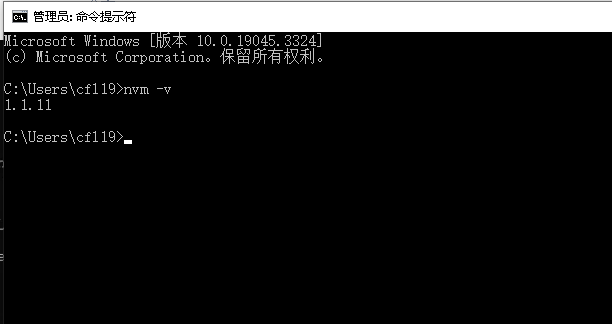 管理员: 命令提示符
Microsoft Windows [版本 10.0.19045.3324]
(c) Microsoft Corporation。保留所有权利。
C:\Users\cf119>nvm -v
1.1.11
C:\Users\cf119>